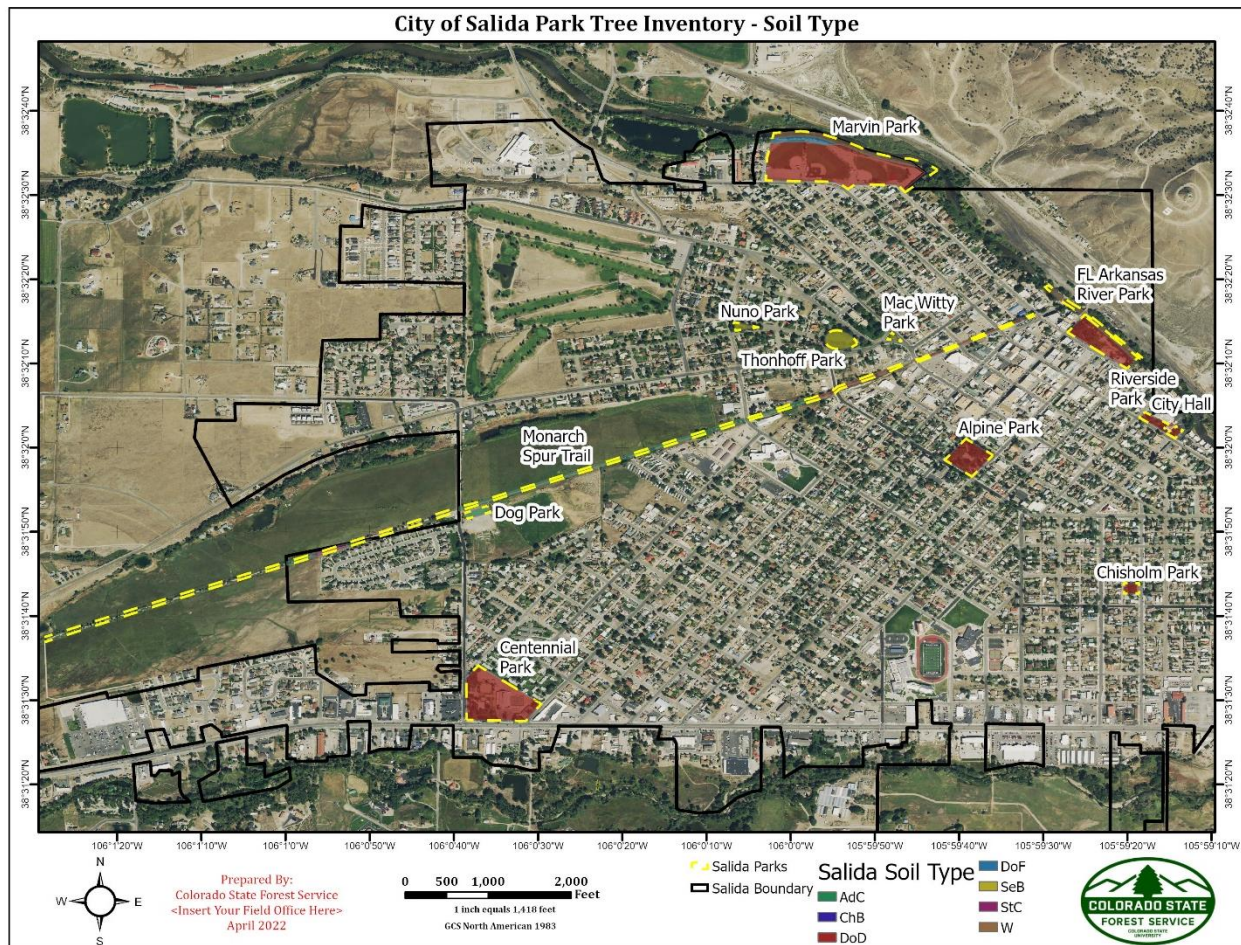 City of Salida Park Tree Inventory - Soil Type
106°1'20"W
106°1'10"W
106°1'0"W
106°0'50"W
106°0'40"W
106°0'30"W
106°0'20"W
106°0'10"W
106°0'0"W
105°59'50"W
105°59'40"W
105°59'30"W
105°59'20"W
105°59'10"W
38°32'40"N
38°32'30"N
38°32'20"N
38°32'10"N
38°32'0"N
38°31'50"N
38°31'40"N
38°31'30"N
38°31'20"N
38°32'40"N
38°32'30"N
38°32'20"N
38°32'10"N
38°32'0"N
38°31'50"N
38°31'40"N
38°31'30"N
38°31'20"N
Marvin Park
FL Arkansas
River Park
Nuno Park
Mac Witty
Park
Thonhoff Park
Riverside
Park
City Hall
Alpine Park
Monarch
Spur Trail
Dog Park
Chisholm Park
Centennial
Park
N
W
E
S
Prepared By:
Colorado State Forest Service
<Insert Your Field Office Here>
April 2022
0 500 1,000 2,000
Feet
1 inch equals 1,418 feet
GCS North American 1983
Salida Parks
Salida Boundary
Salida Soil Type
AdC
ChB
DoD
DoF
SeB
StC
W
COLORADO STATE
FOREST SERVICE
COLORADO STATE
UNIVERSITY